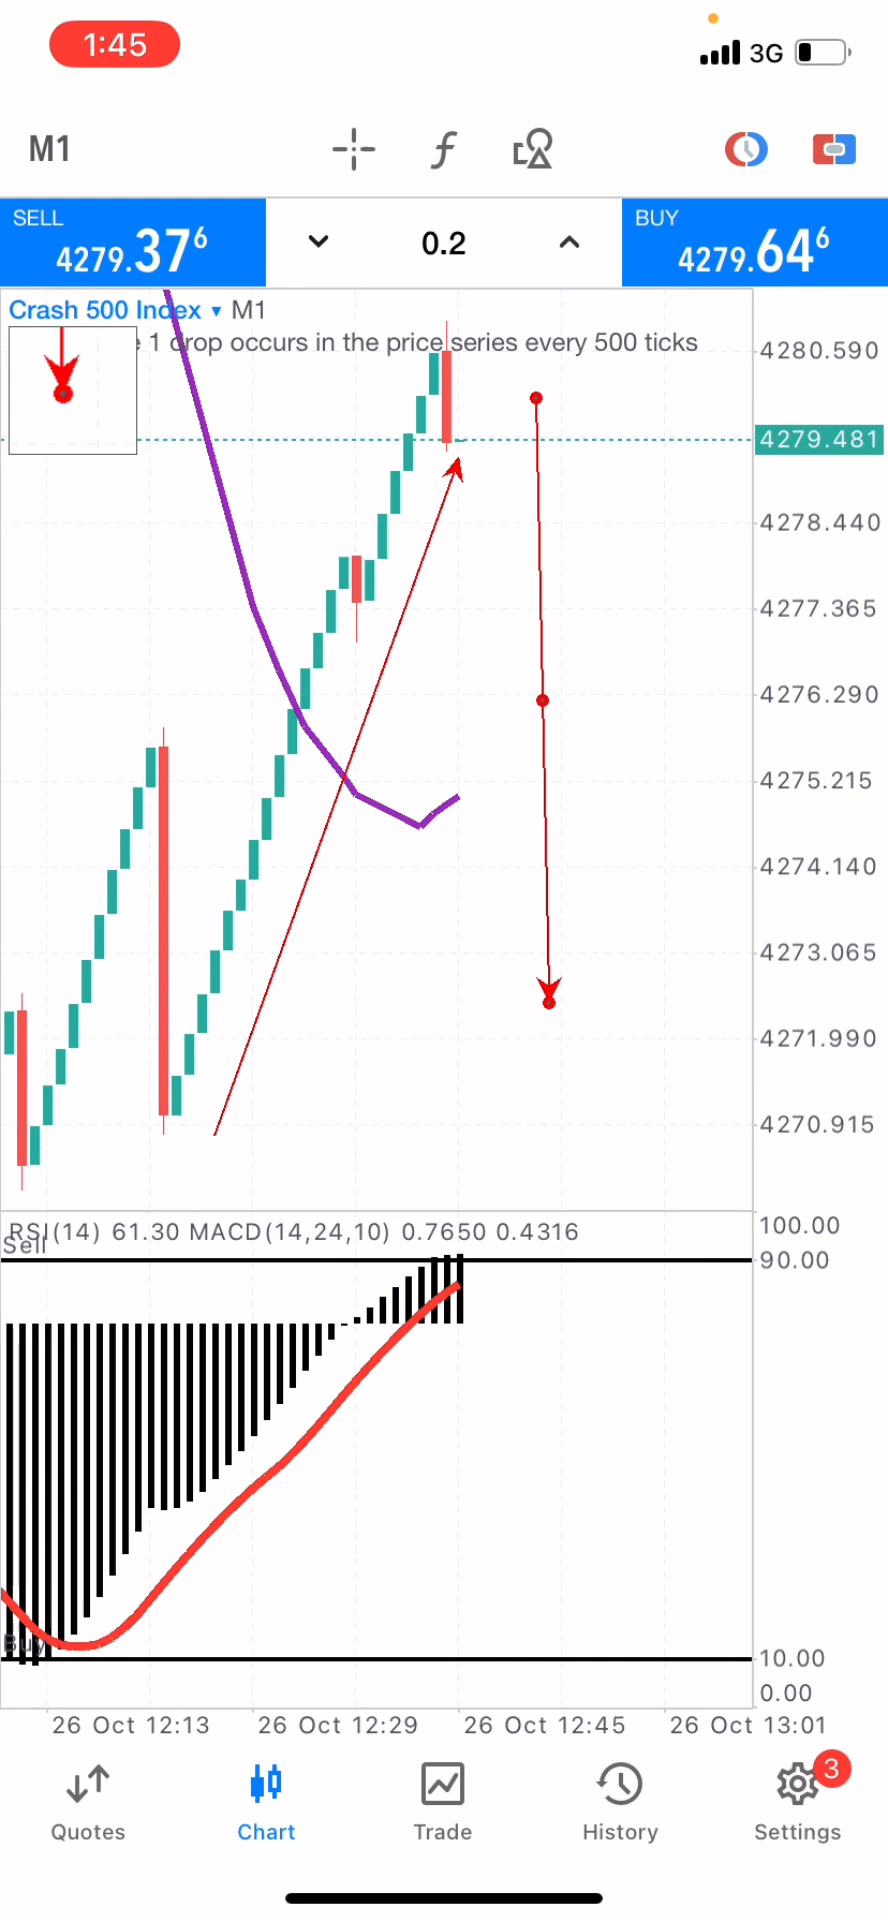 1:45
3G
M1
SELL
4279.376
0.2
BUY
4279.646
Crash 500 Index ▾ M1
1 drop occurs in the price series every 500 ticks
4280.590
4279.481
4278.440
4277.365
4276.290
4275.215
4274.140
4273.065
4271.990
4270.915
RSI(14) 61.30 MACD(14,24,10) 0.7650 0.4316
Sell
100.00
90.00
Buy
10.00
0.00
26 Oct 12:13
26 Oct 12:29
26 Oct 12:45
26 Oct 13:01
3
Quotes
Chart
Trade
History
Settings